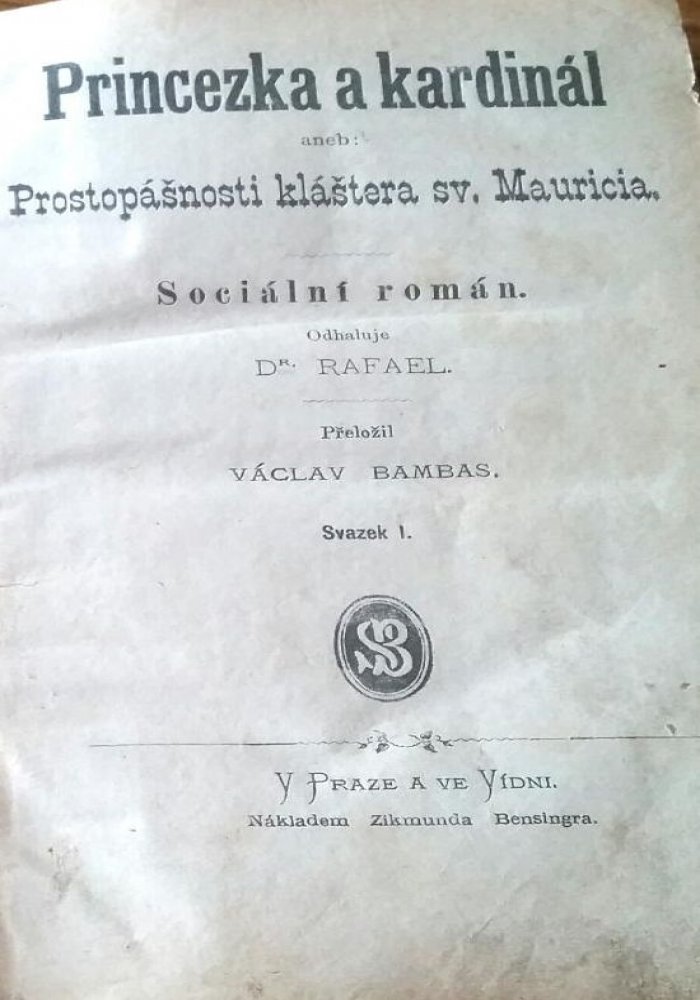 Princezka a kardinál
aneb:
Prostopášnosti kláštera sv. Mauricia.
Sociální román.
Odhaluje
DR. RAFAEL.
Přeložil
VÁCLAV BAMBAS.
Svazek I.
SB
V PRAZE A VE VÍDNI.
Nákladem Zikmunda Bensingra.